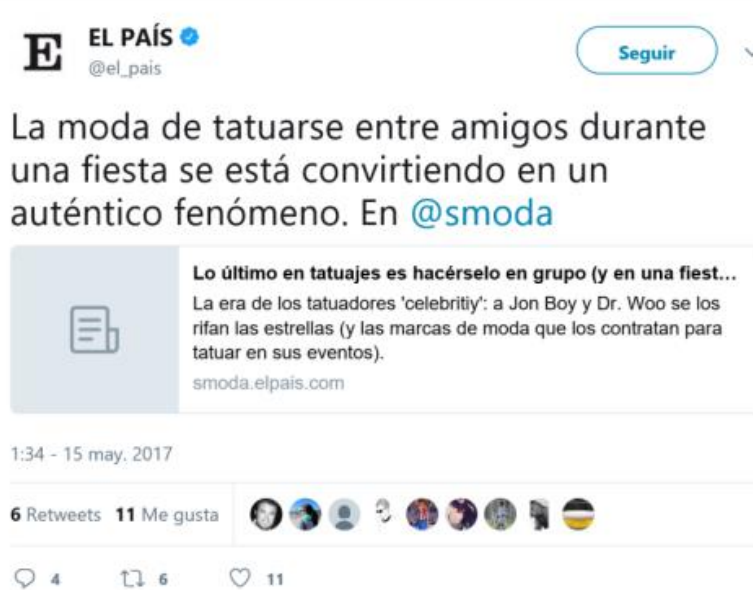 E
EL PAÍS
@el_pais
Seguir
La moda de tatuarse entre amigos durante
una fiesta se está convirtiendo en un
auténtico fenómeno. En @smoda
Lo último en tatuajes es hacérselo en grupo (y en una fiest...
La era de los tatuadores 'celebritiy': a Jon Boy y Dr. Woo se los
rifan las estrellas (y las marcas de moda que los contratan para
tatuar en sus eventos).
smoda.elpais.com
1:34 - 15 may. 2017
6 Retweets 11 Me gusta
4 6 11